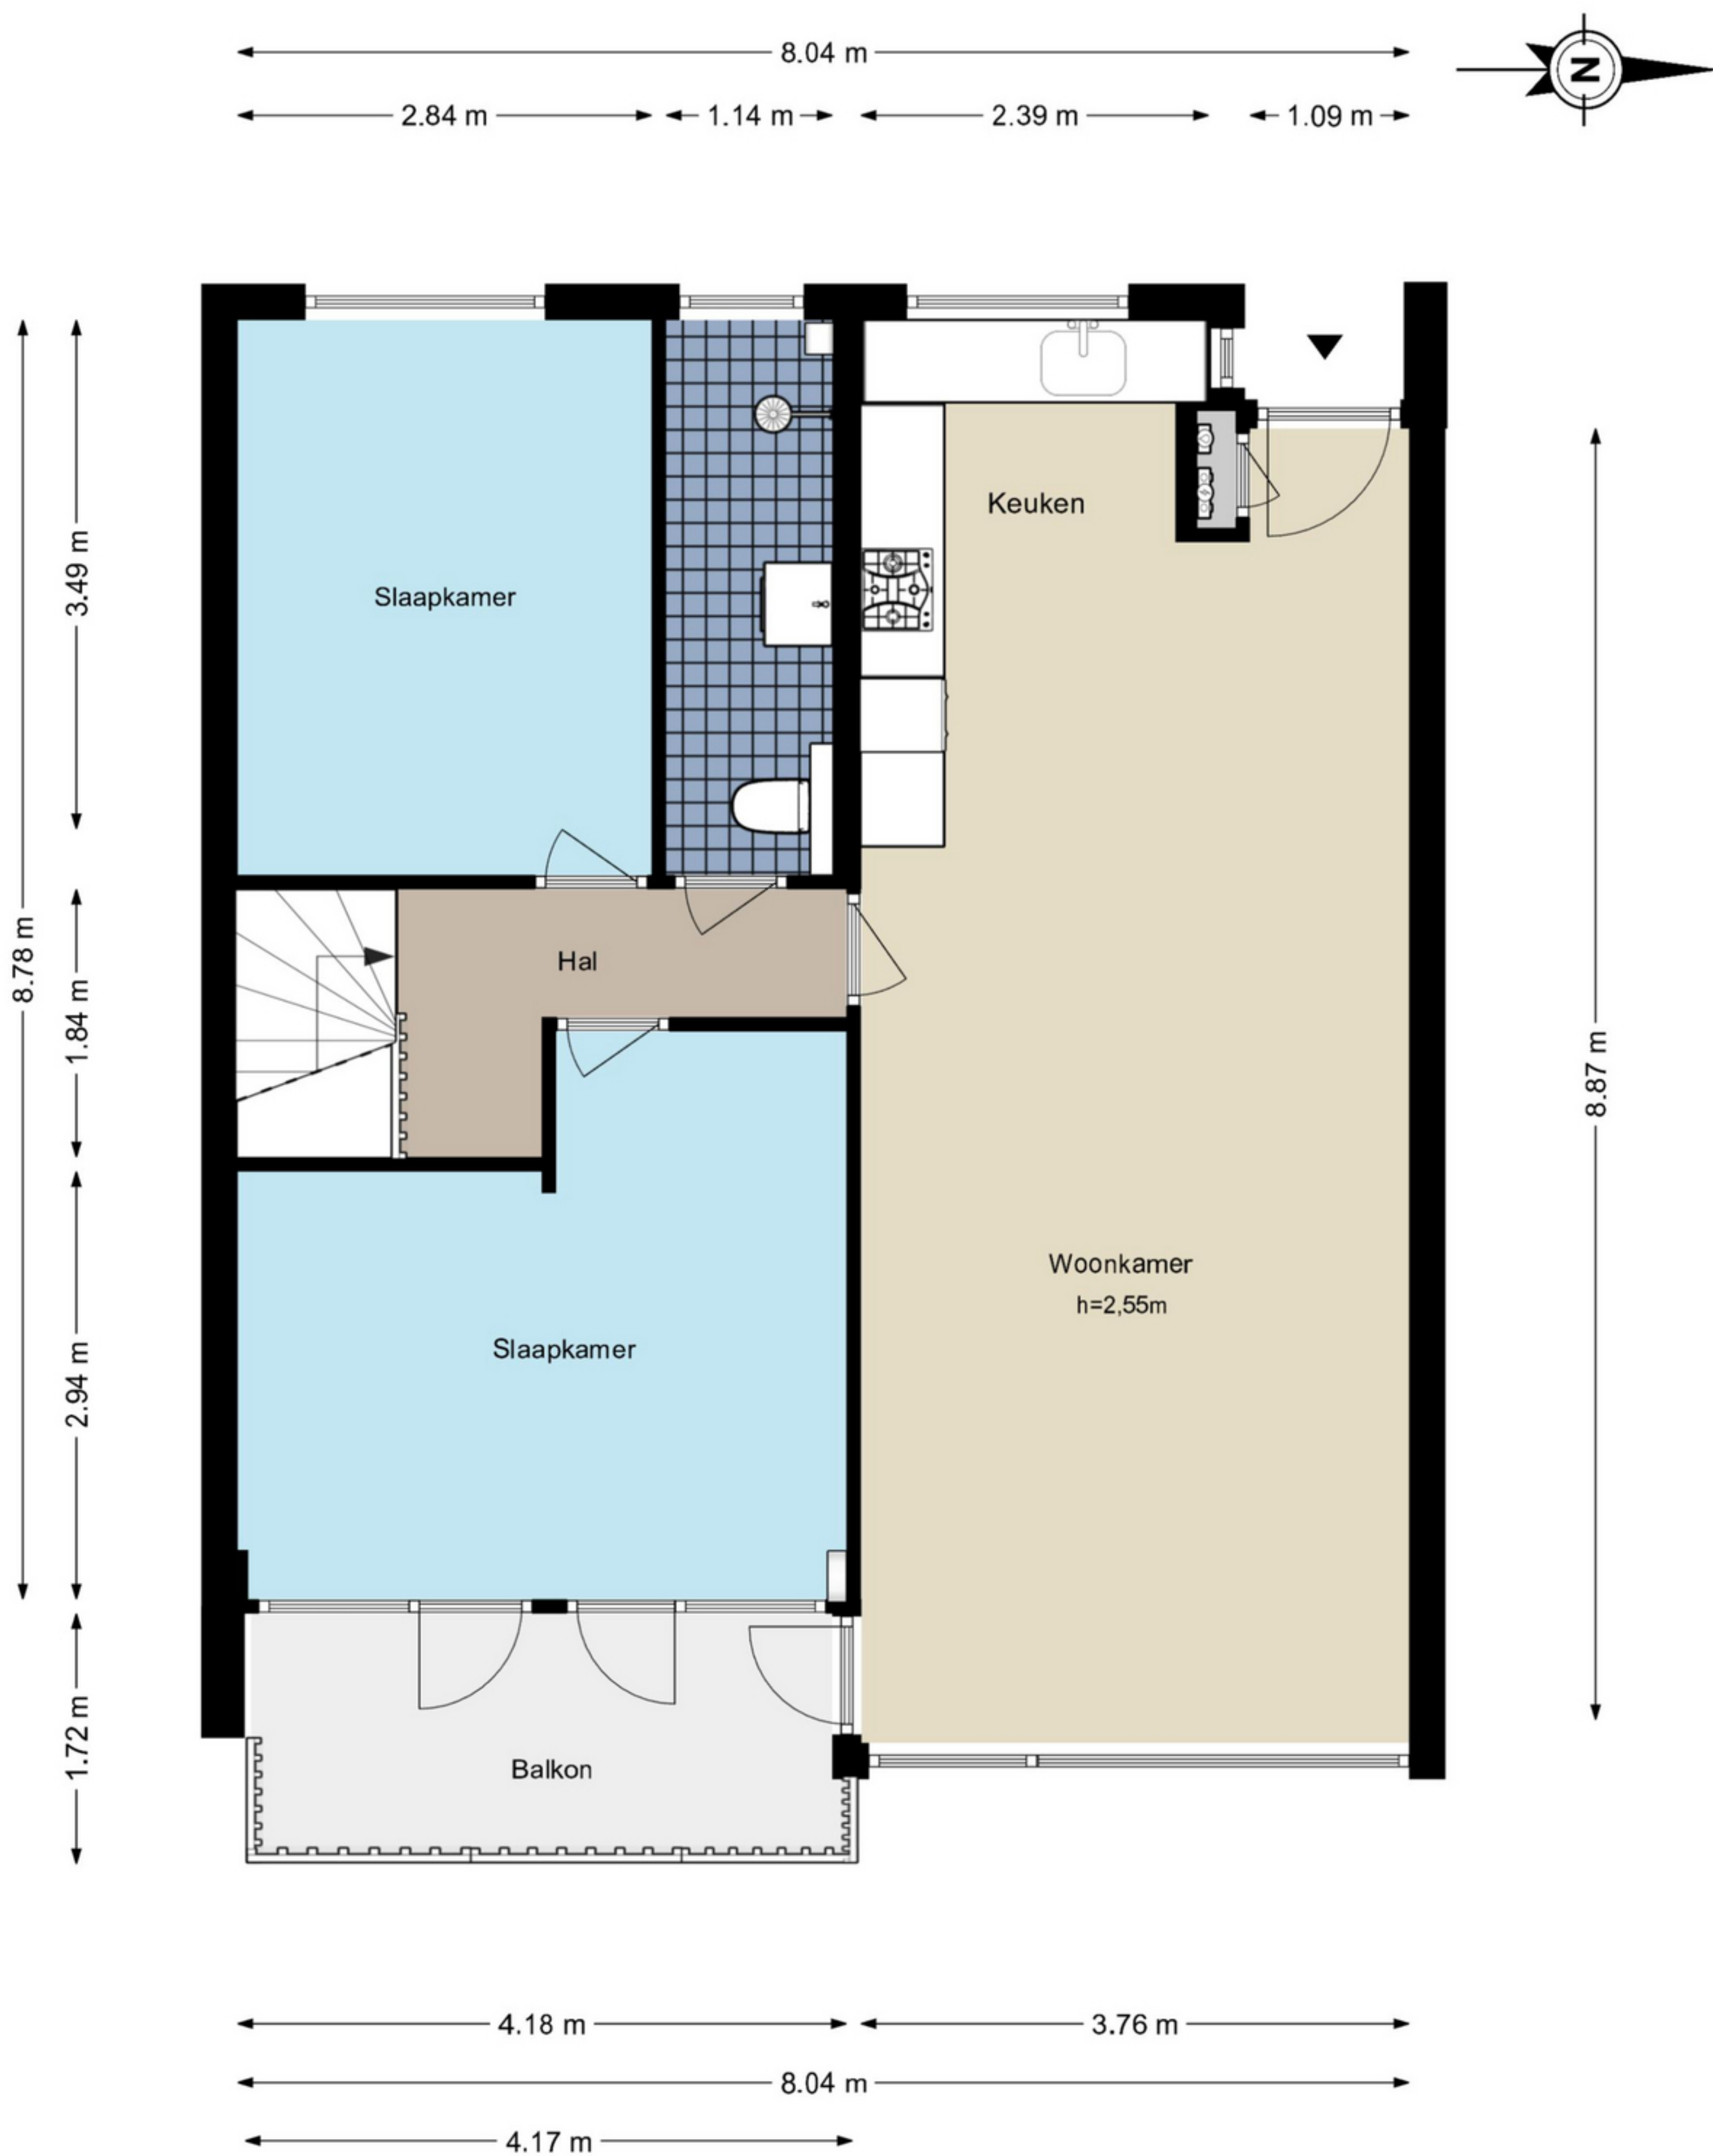 8.04 m
N
2.84 m
1.14 m
2.39 m
1.09 m
Keuken
3.49 m
Slaapkamer
8.78 m
Hal
1.84 m
8.87 m
Woonkamer
h=2,55m
Slaapkamer
2.94 m
1.72 m
Balkon
4.18 m
3.76 m
8.04 m
4.17 m